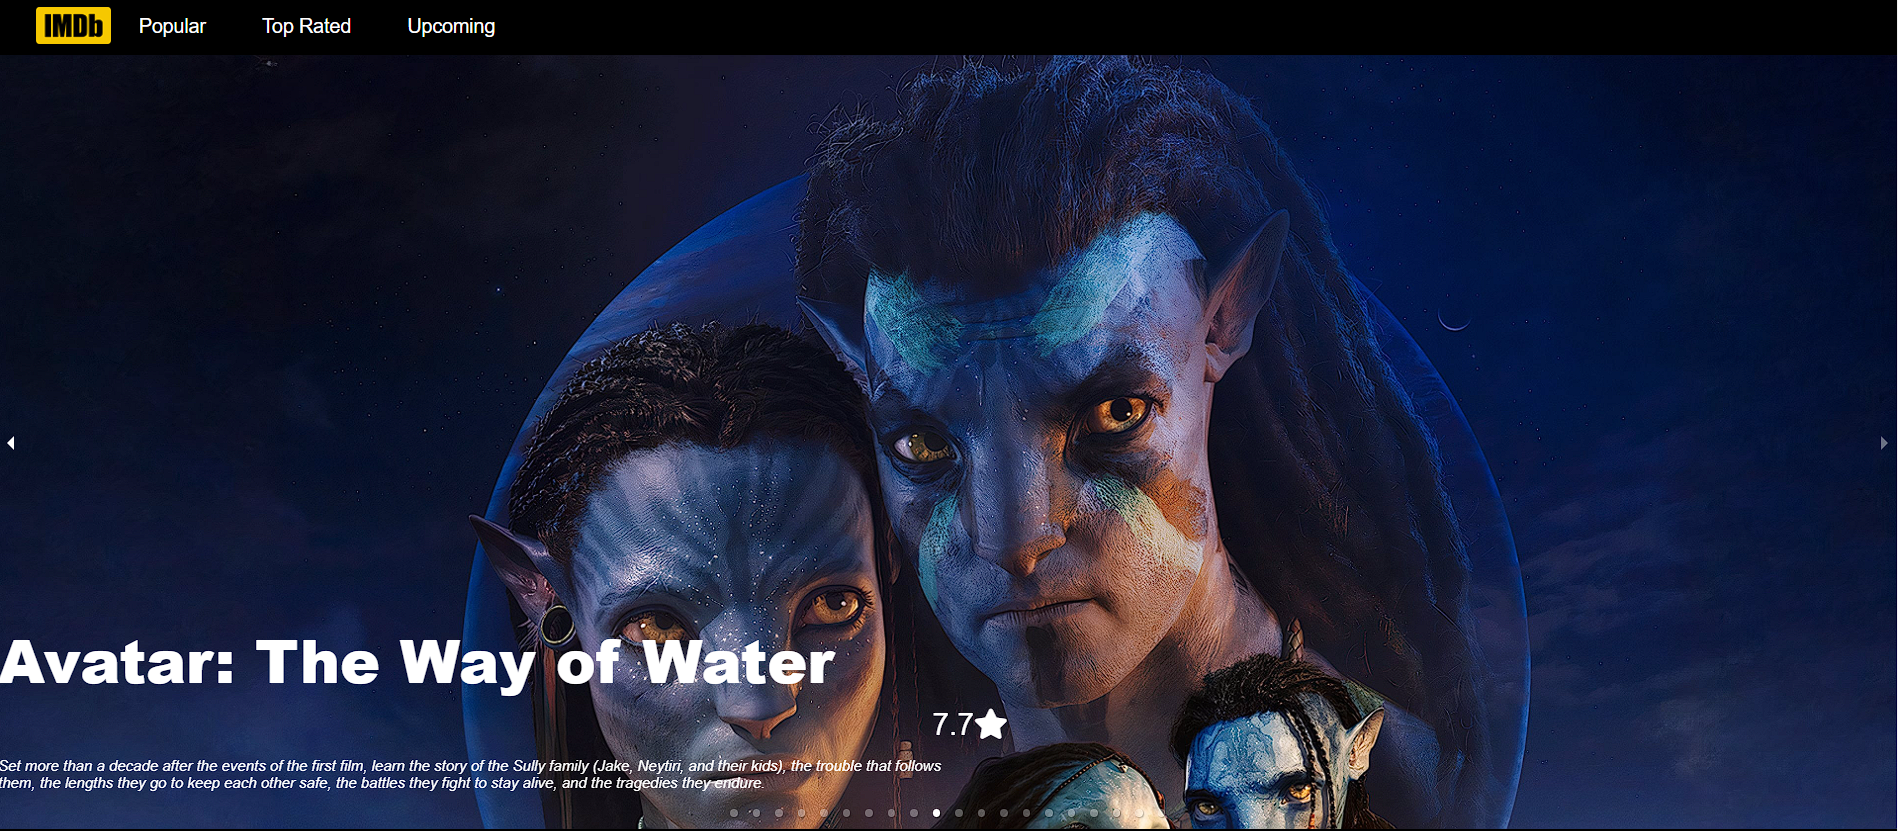 IMDb Popular Top Rated Upcoming
Avatar: The Way of Water
7.7
Set more than a decade after the events of the first film, learn the story of the Sully family (Jake, Neytiri, and their kids), the trouble that follows
them, the lengths they go to keep each other safe, the battles they fight to stay alive, and the tragedies they endure.